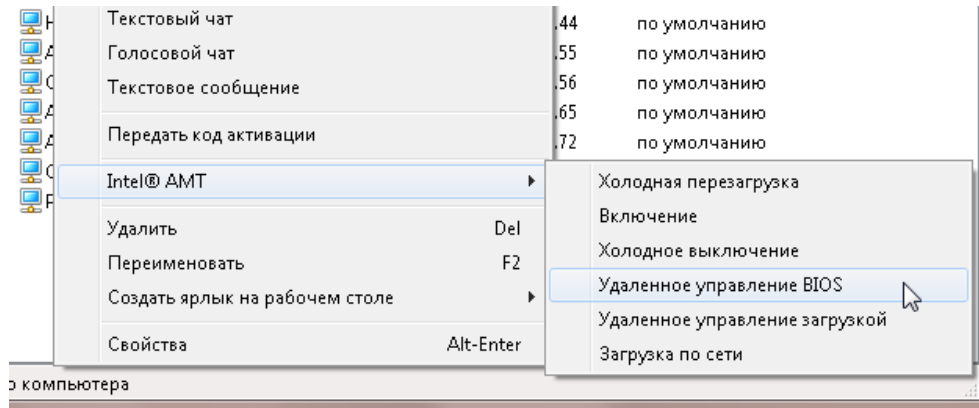 Текстовый чат
.44 по умолчанию
Голосовой чат
.55 по умолчанию
Текстовое сообщение
.56 по умолчанию
.65 по умолчанию
Передать код активации
.72 по умолчанию
Intel® AMT
Холодная перезагрузка
Включение
Холодное выключение
Удаленное управление BIOS
Удаленное управление загрузкой
Загрузка по сети
Удалить Del
Переименовать F2
Создать ярлык на рабочем столе
Свойства Alt-Enter
компьютера